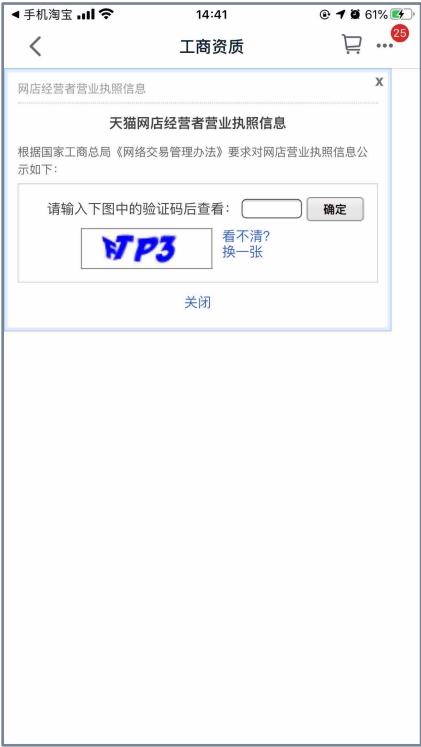 手机淘宝 14:41 61%
工商资质 25
网店经营者营业执照信息 x
天猫网店经营者营业执照信息
根据国家工商总局《网络交易管理办法》要求对网店营业执照信息公
示如下：
请输入下图中的验证码后查看： 确定
看不清?
换一张
关闭